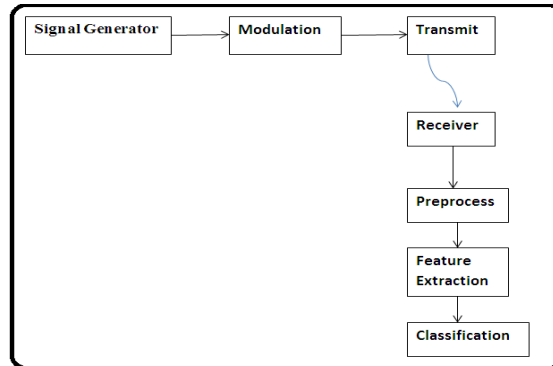 Signal Generator
Modulation
Transmit
Receiver
Preprocess
Feature
Extraction
Classification